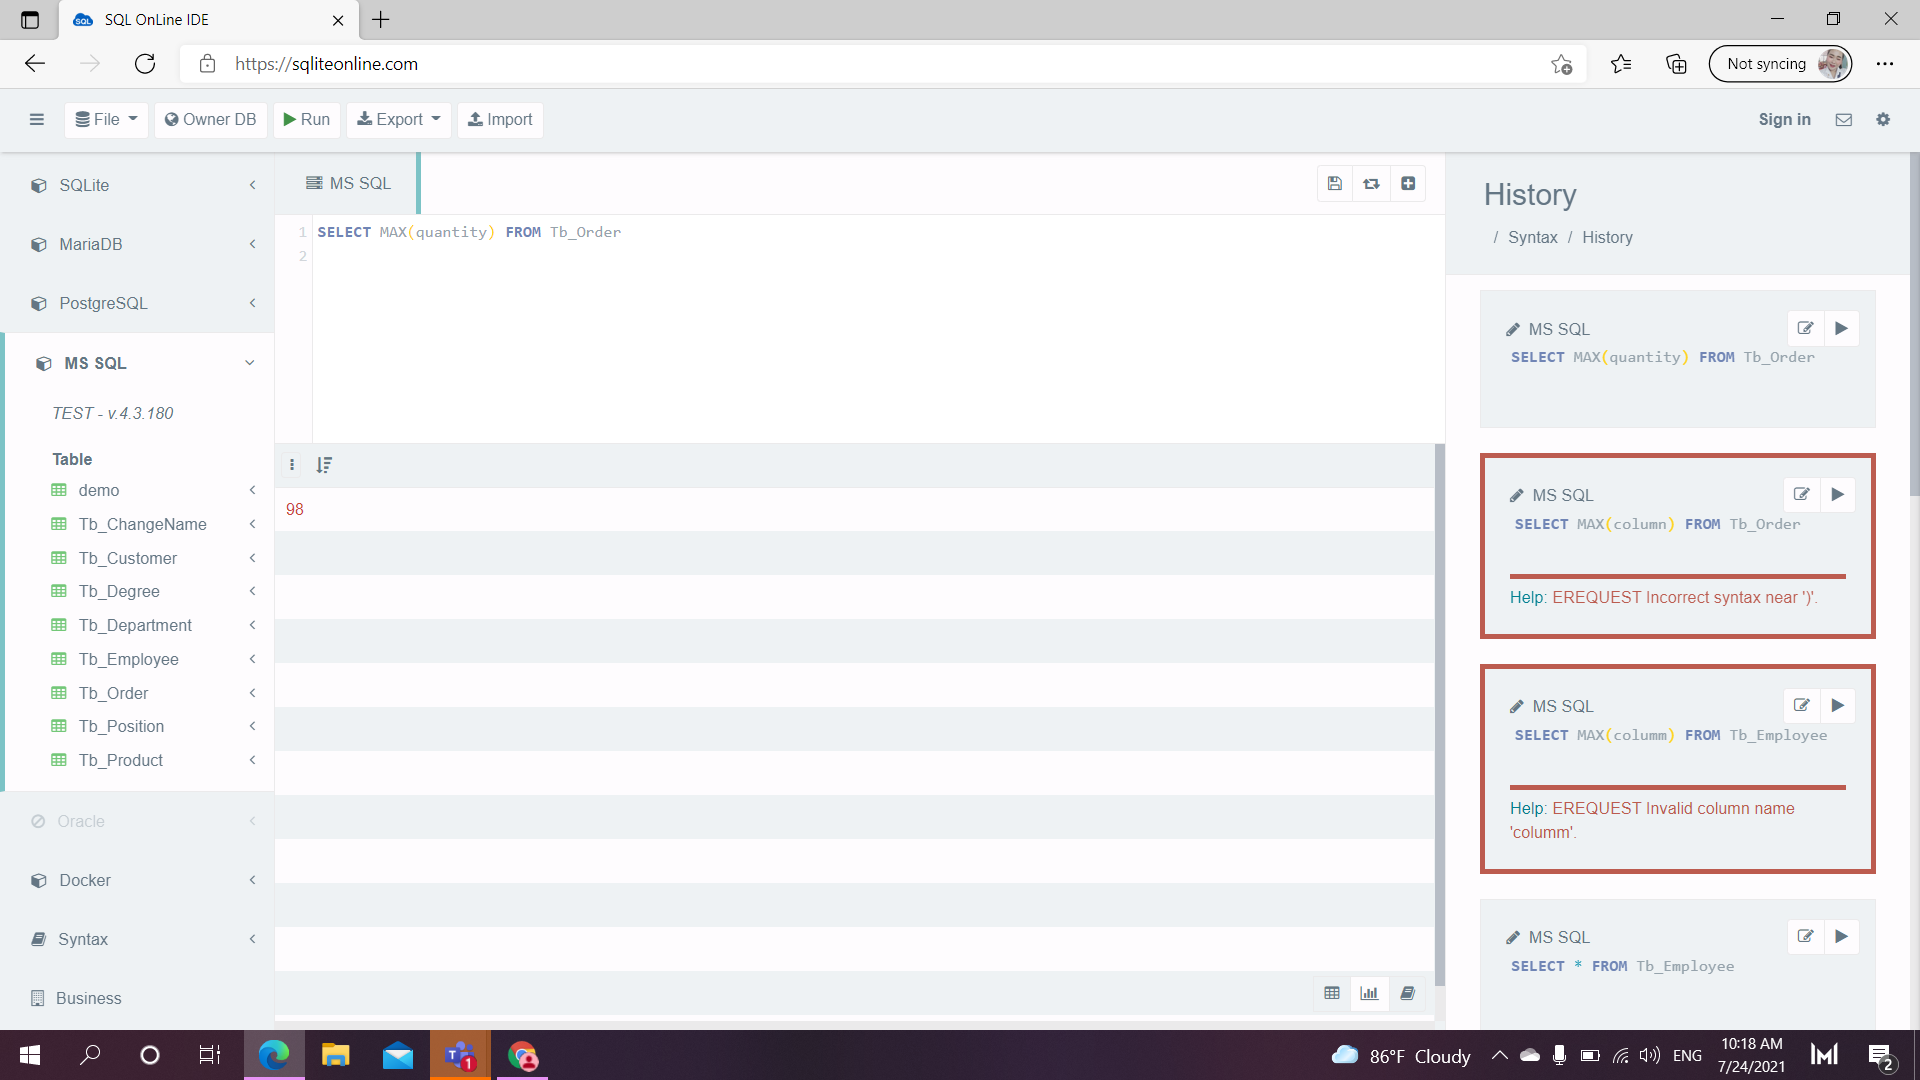 SQL OnLine IDE
https://sqliteonline.com
Not syncing
File
Owner DB
Run
Export
Import
Sign in
SQLite
MariaDB
PostgreSQL
MS SQL
TEST - v.4.3.180
Table
demo
Tb_ChangeName
Tb_Customer
Tb_Degree
Tb_Department
Tb_Employee
Tb_Order
Tb_Position
Tb_Product
Oracle
Docker
Syntax
Business
MS SQL
1 SELECT MAX(quantity) FROM Tb_Order
2
98
History
/ Syntax / History
MS SQL
SELECT MAX(quantity) FROM Tb_Order
MS SQL
SELECT MAX(column) FROM Tb_Order
Help: EREQUEST Incorrect syntax near ')'.
MS SQL
SELECT MAX(columm) FROM Tb_Employee
Help: EREQUEST Invalid column name
'columm'.
MS SQL
SELECT * FROM Tb_Employee
1
86°F Cloudy
ENG
10:18 AM
7/24/2021
2